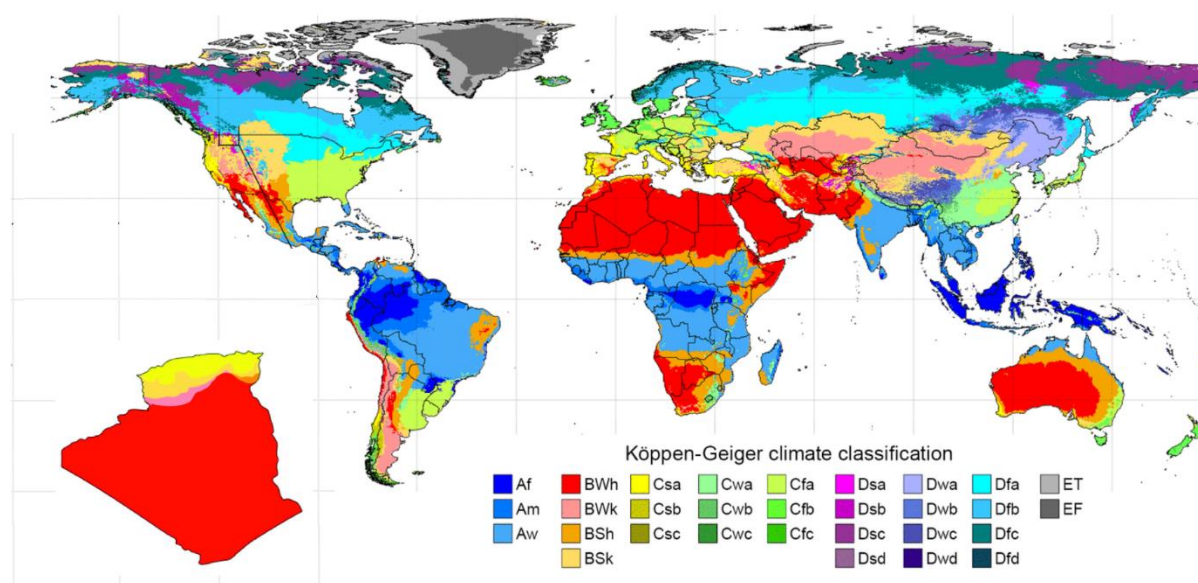 Köppen-Geiger climate classification
Af BWh Csa Cwa Cfa Dsa Dwa Dfa ET
Am BWk Csb Cwb Cfb Dsb Dwb Dfb EF
Aw BSh Csc Cwc Cfc Dsc Dwc Dfc
BSk Dsd Dwd Dfd